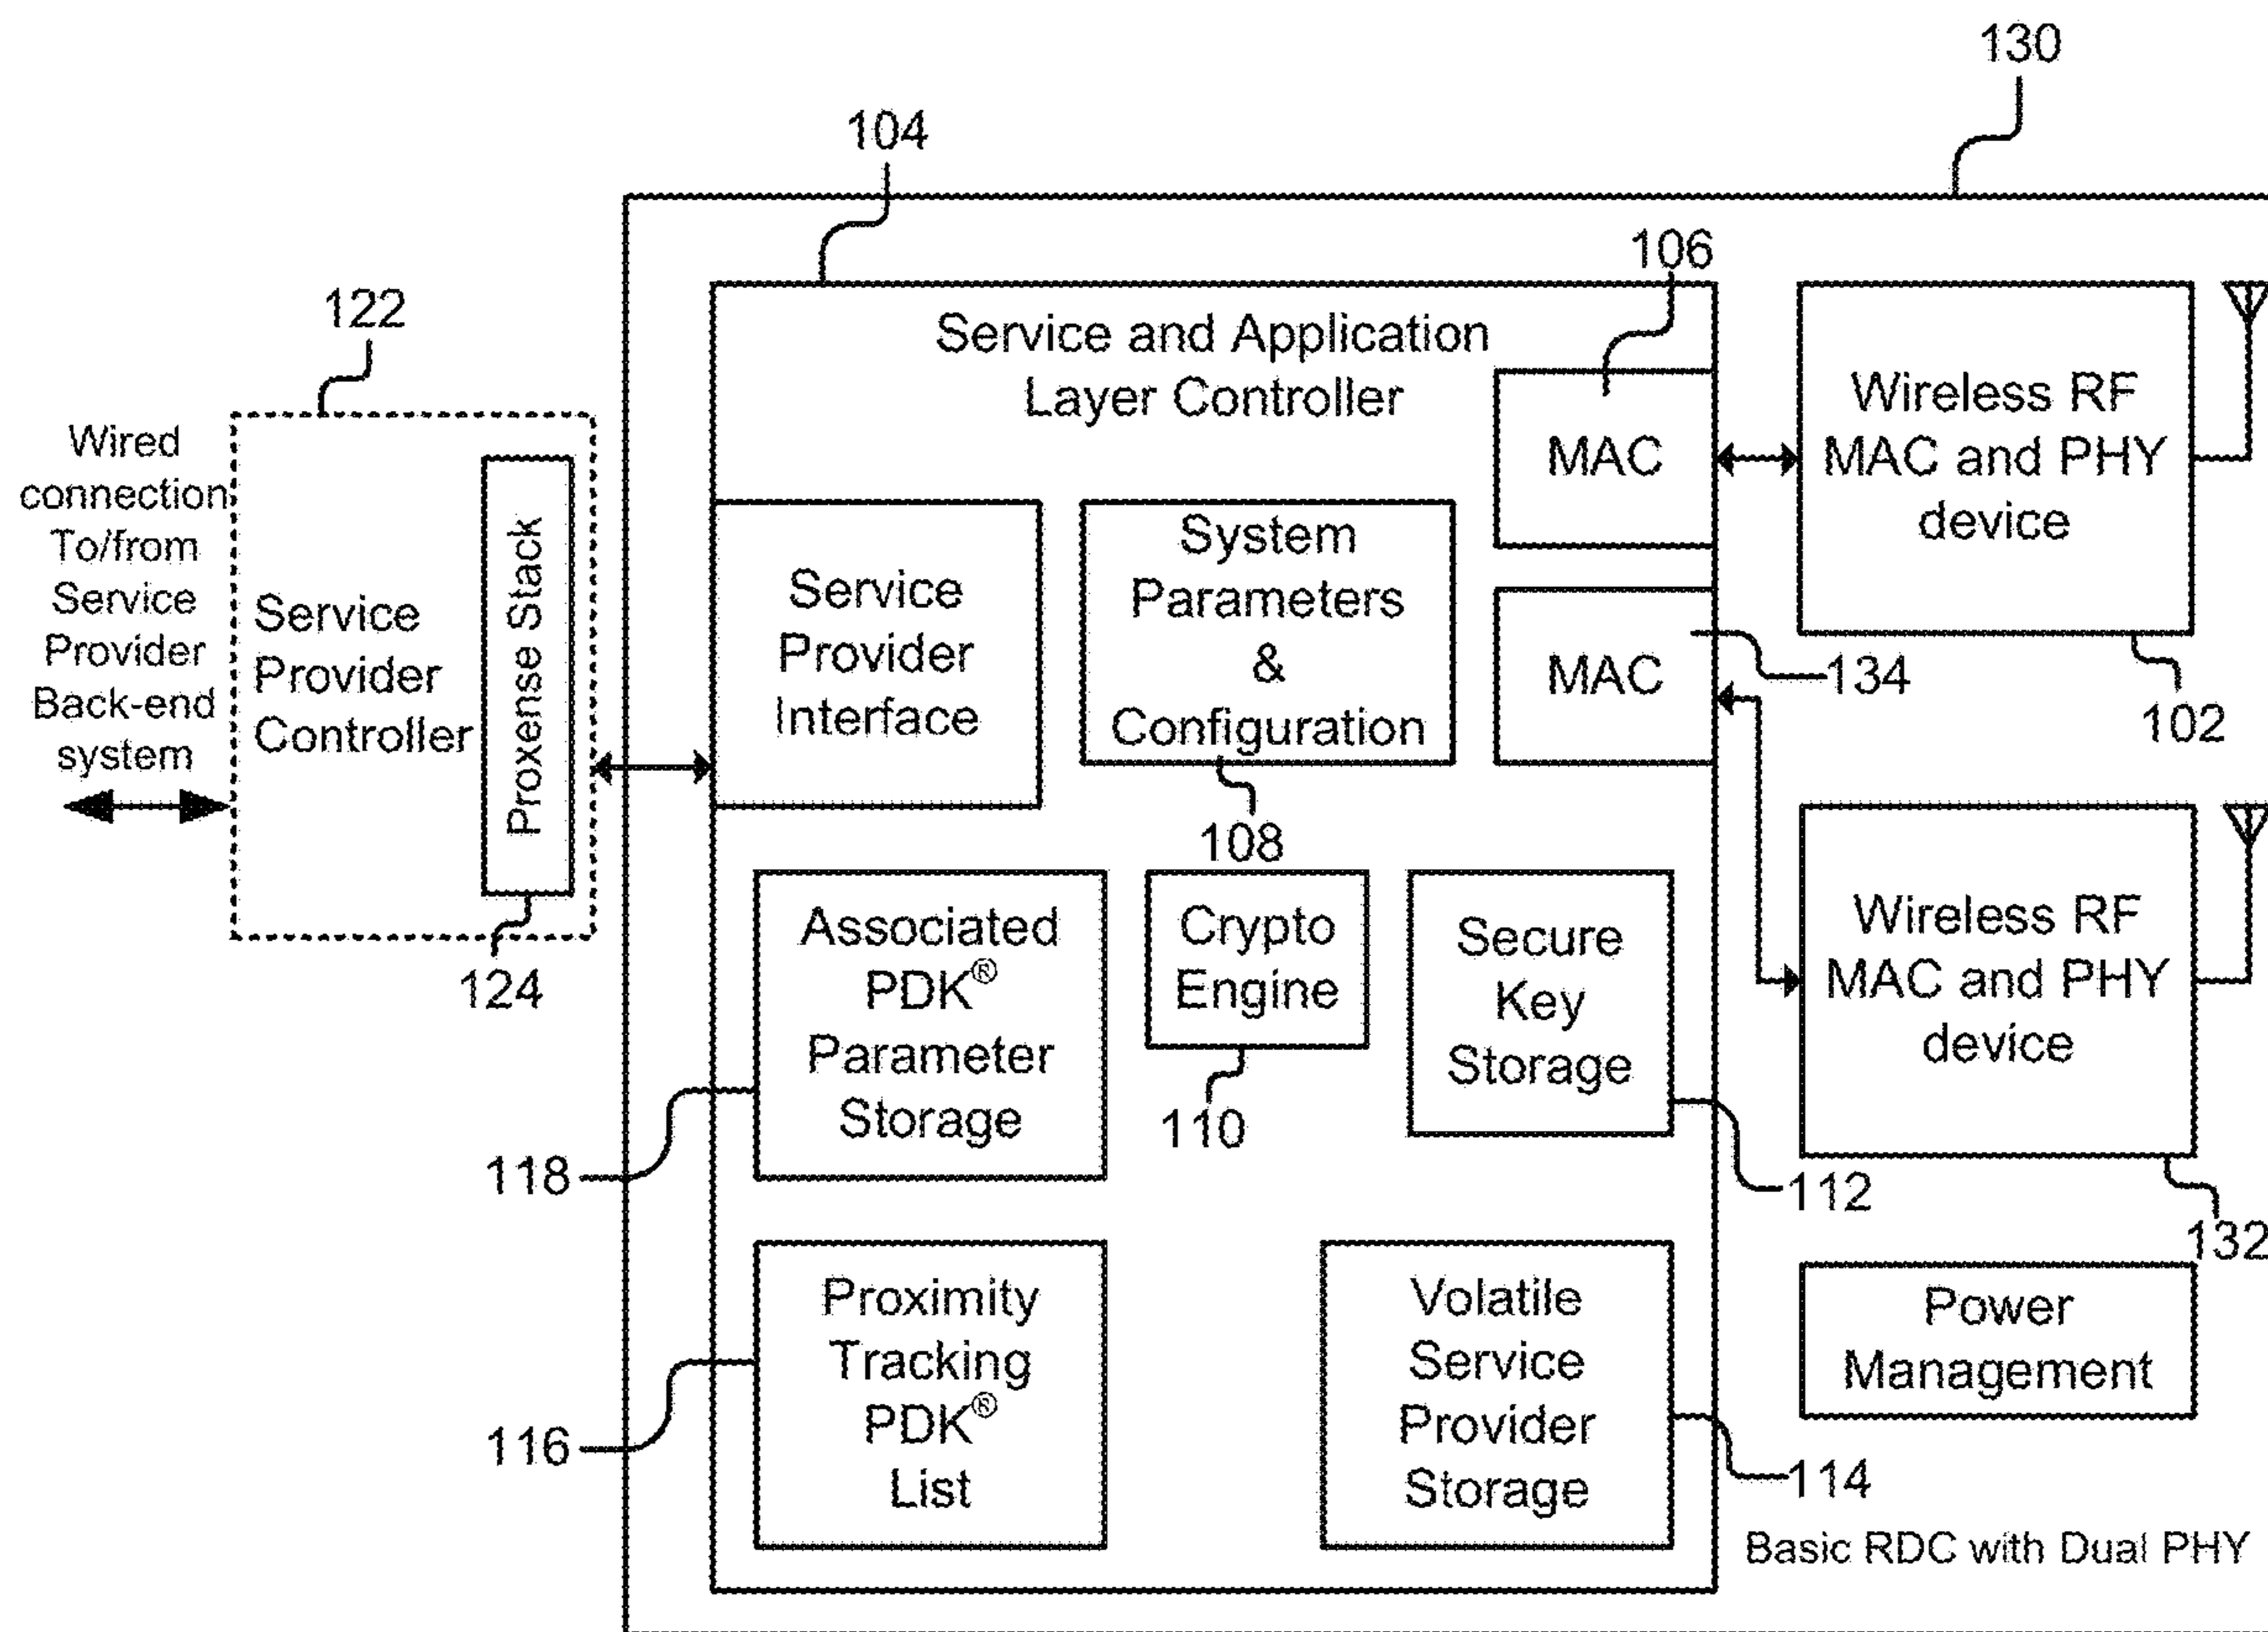 130
104
106
122
Service and Application
Layer Controller
MAC
Wireless RF
MAC and PHY
device
102
Wired
connection
To/from
Service
Provider
Back-end
system
Service
Provider
Controller
Proxense Stack
124
Service
Provider
Interface
System
Parameters
&
Configuration
108
MAC
134
Associated
PDK®
Parameter
Storage
118
Crypto
Engine
110
Secure
Key
Storage
112
Wireless RF
MAC and PHY
device
132
Proximity
Tracking
PDK®
List
116
Volatile
Service
Provider
Storage
114
Power
Management
Basic RDC with Dual PHY